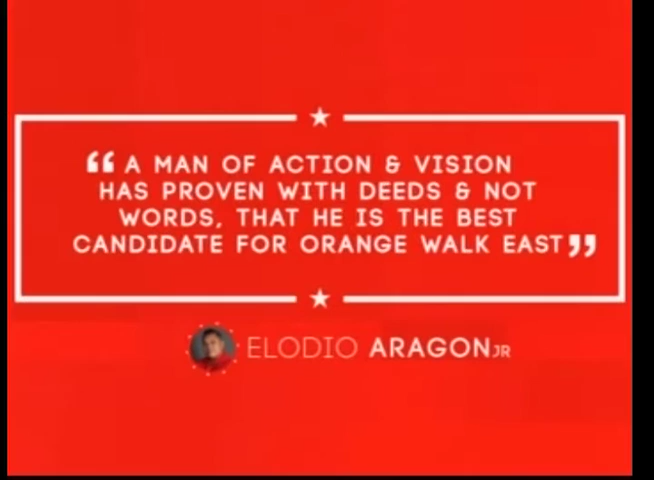 “A MAN OF ACTION & VISION
HAS PROVEN WITH DEEDS & NOT
WORDS, THAT HE IS THE BEST
CANDIDATE FOR ORANGE WALK EAST”
ELODIO ARAGON JR